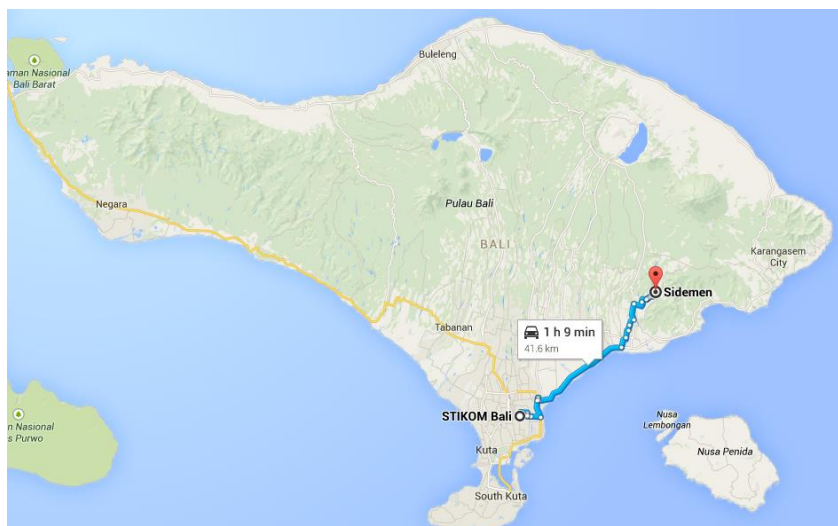 Buleleng
aman Nasional
Bali Barat
Negara
Pulau Bali
BALI
Karangasem
City
Sidemen
1 h 9 min
41.6 km
Tabanan
STIKOM Bali
n Nasional
s Purwo
Nusa
Lembongan
Kuta
Nusa Penida
South Kuta